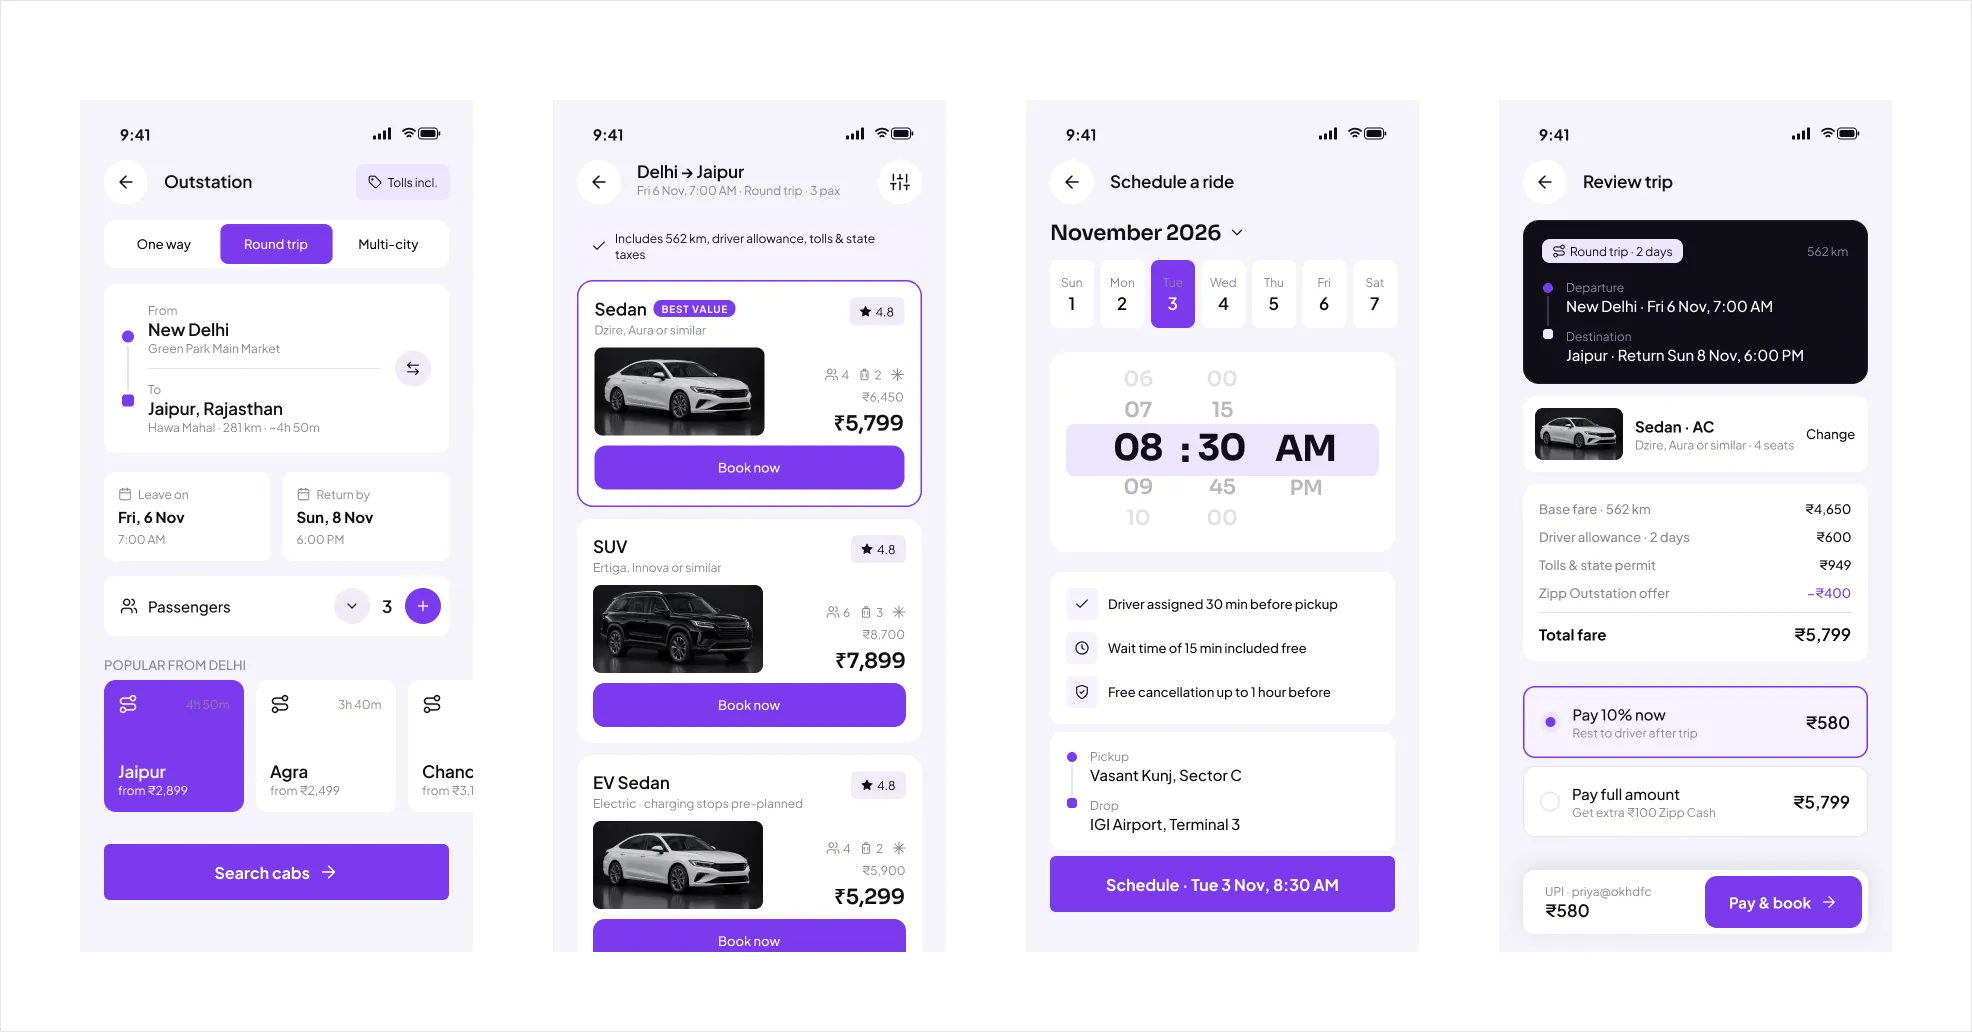 9:41
Outstation
Tolls incl.
One way
Round trip
Multi-city
From
New Delhi
Green Park Main Market
To
Jaipur, Rajasthan
Hawa Mahal · 281 km · ~4h 50m
Leave on
Fri, 6 Nov
7:00 AM
Return by
Sun, 8 Nov
6:00 PM
Passengers
3
POPULAR FROM DELHI
4h 50m
Jaipur
from ₹2,899
3h 40m
Agra
from ₹2,499
Chanc
from ₹3,1
Search cabs →
9:41
Delhi → Jaipur
Fri 6 Nov, 7:00 AM · Round trip · 3 pax
Includes 562 km, driver allowance, tolls & state
taxes
Sedan BEST VALUE
4.8
Dzire, Aura or similar
4 2
₹6,450
₹5,799
Book now
SUV
4.8
Ertiga, Innova or similar
6 3
₹8,700
₹7,899
Book now
EV Sedan
4.8
Electric · charging stops pre-planned
4 2
₹5,900
₹5,299
Book now
9:41
Schedule a ride
November 2026
Sun Mon Tue Wed Thu Fri Sat
1 2 3 4 5 6 7
06 00
07 15
08 : 30 AM
09 45 PM
10 00
Driver assigned 30 min before pickup
Wait time of 15 min included free
Free cancellation up to 1 hour before
Pickup
Vasant Kunj, Sector C
Drop
IGI Airport, Terminal 3
Schedule · Tue 3 Nov, 8:30 AM
9:41
Review trip
Round trip · 2 days
562 km
Departure
New Delhi · Fri 6 Nov, 7:00 AM
Destination
Jaipur · Return Sun 8 Nov, 6:00 PM
Sedan · AC
Dzire, Aura or similar · 4 seats
Change
Base fare · 562 km ₹4,650
Driver allowance · 2 days ₹600
Tolls & state permit ₹949
Zipp Outstation offer −₹400
Total fare ₹5,799
Pay 10% now
Rest to driver after trip
₹580
Pay full amount
Get extra ₹100 Zipp Cash
₹5,799
UPI · priya@okhdfc
₹580
Pay & book →